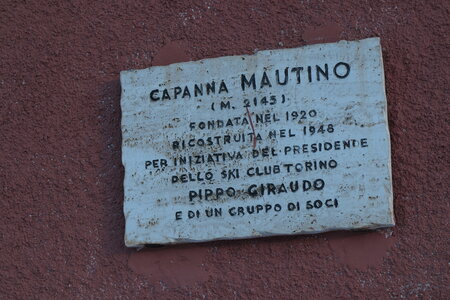 CAPANNA MAUTINO
(M. 2145)
FONDATA NEL 1920
RICOSTRUITA NEL 1948
PER INIZIATIVA DEL PRESIDENTE
DELLO SKI CLUB TORINO
PIPPO GIRAUDO
E DI UN GRUPPO DI SOCI